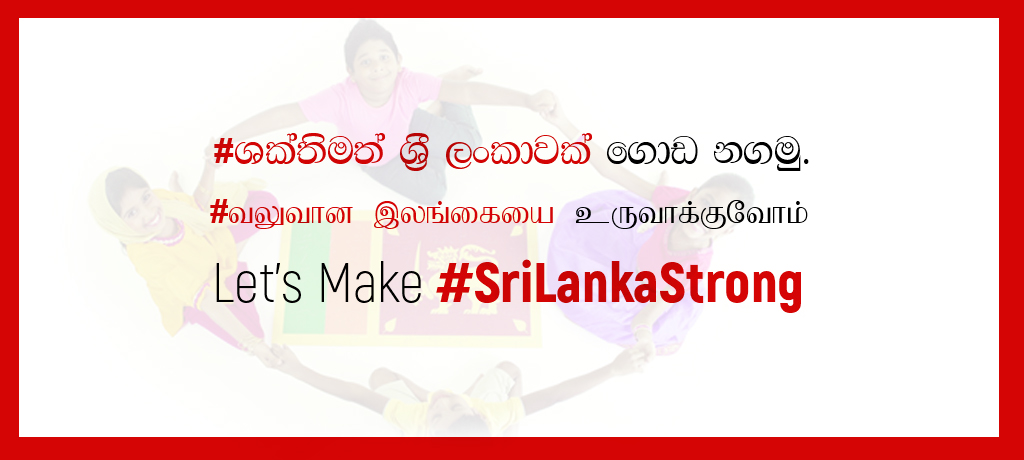 #ශක්තිමත් ශ්‍රී ලංකාවක් ගොඩ නගමු.
#வலுவான இலங்கையை உருவாக்குவோம்
Let's Make #SriLankaStrong